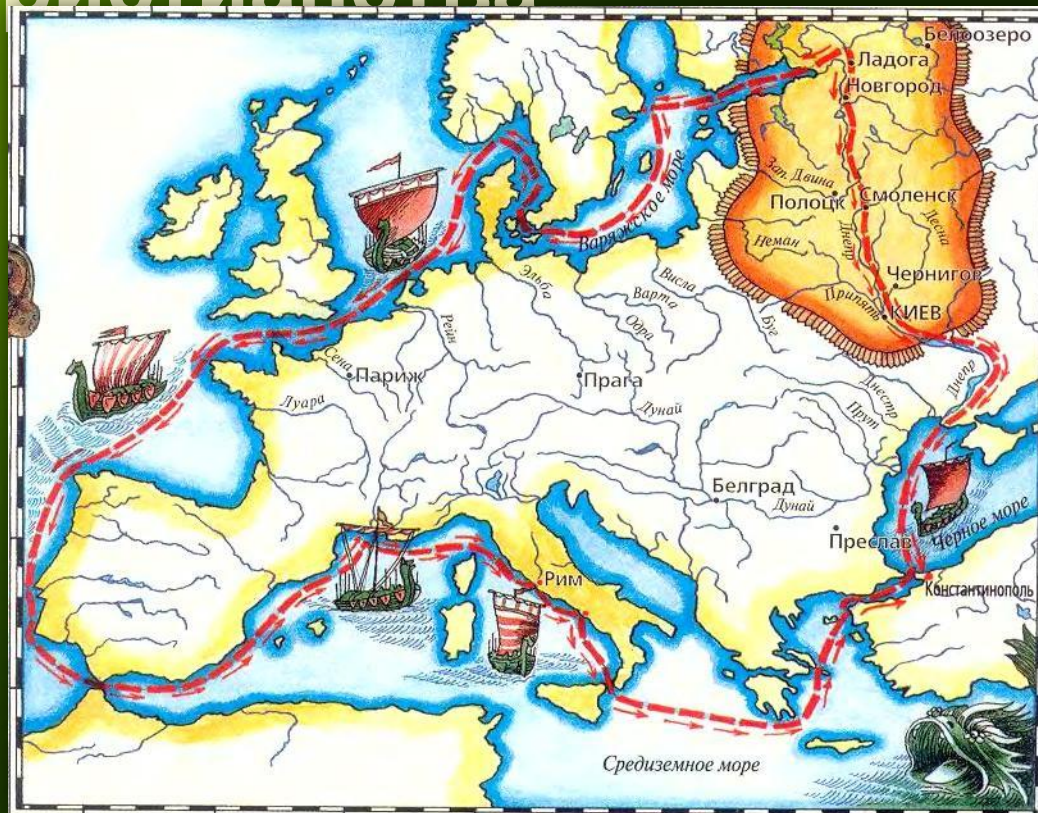 Белоозеро
Ладога
Новгород
Зап. Двина
Полоцк
Смоленск
Днепр
Десна
Неман
Чернигов
Припять
КИЕВ
Варяжское море
Эльба
Висла
Варта
Одра
Буг
Рейн
Сена
Париж
Прага
Луара
Дунай
Днестр
Прут
Днепр
Белград
Дунай
Преслав
Чёрное море
Рим
Константинополь
Средиземное море